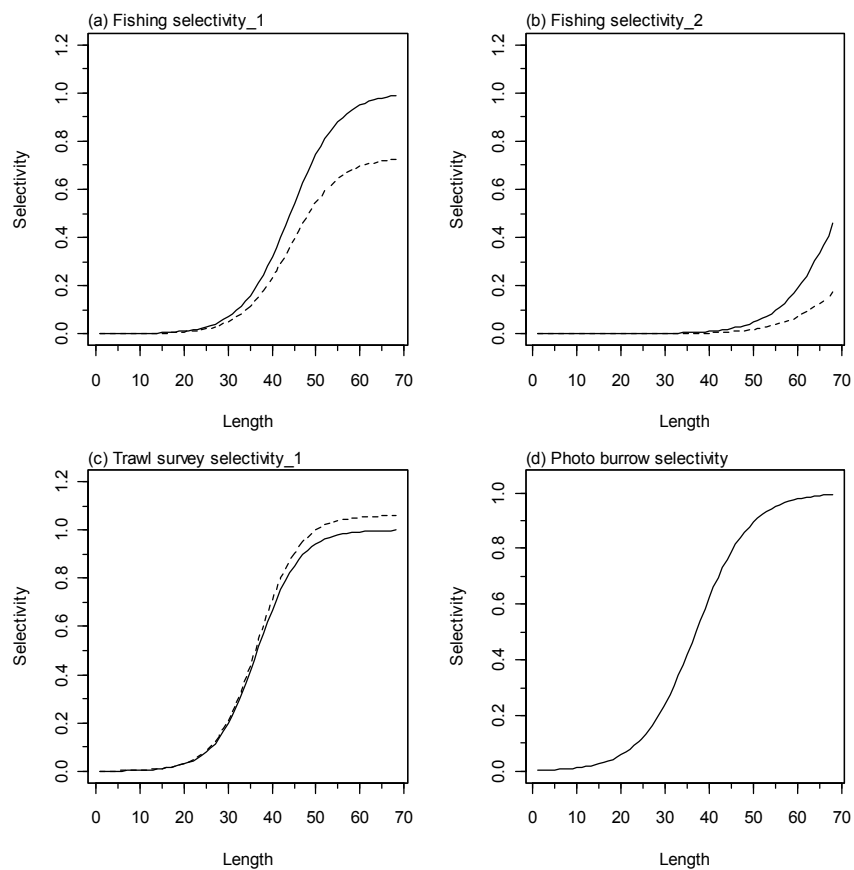 (a) Fishing selectivity_1
Selectivity
0.0 0.2 0.4 0.6 0.8 1.0 1.2
0 10 20 30 40 50 60 70
Length
(b) Fishing selectivity_2
Selectivity
0.0 0.2 0.4 0.6 0.8 1.0 1.2
0 10 20 30 40 50 60 70
Length
(c) Trawl survey selectivity_1
Selectivity
0.0 0.2 0.4 0.6 0.8 1.0 1.2
0 10 20 30 40 50 60 70
Length
(d) Photo burrow selectivity
Selectivity
0.0 0.2 0.4 0.6 0.8 1.0
0 10 20 30 40 50 60 70
Length